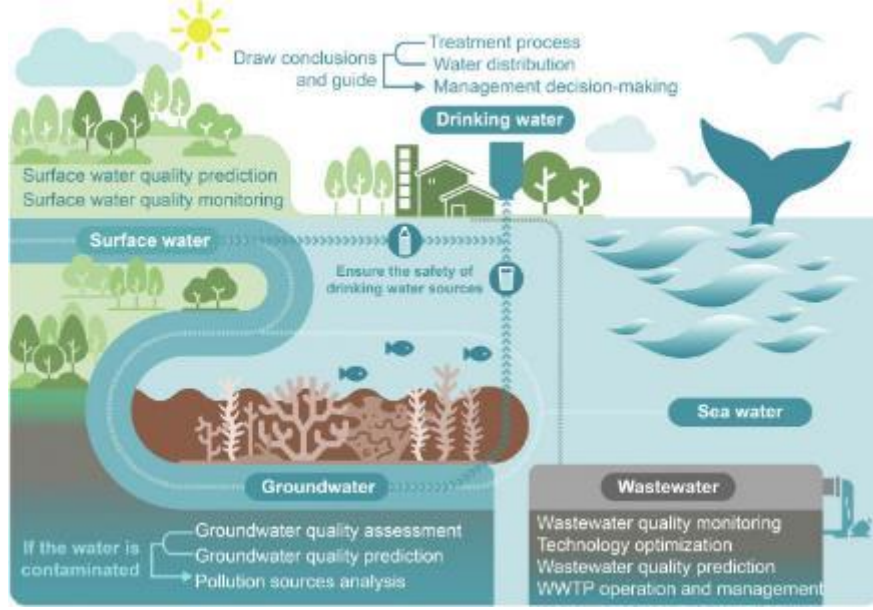 Draw conclusions
and guide
Treatment process
Water distribution
Management decision-making
Drinking water
Surface water quality prediction
Surface water quality monitoring
Surface water
Ensure the safety of
drinking water sources
Sea water
Groundwater
Wastewater
If the water is
contaminated
Groundwater quality assessment
Groundwater quality prediction
Pollution sources analysis
Wastewater quality monitoring
Technology optimization
Wastewater quality prediction
WWTP operation and management